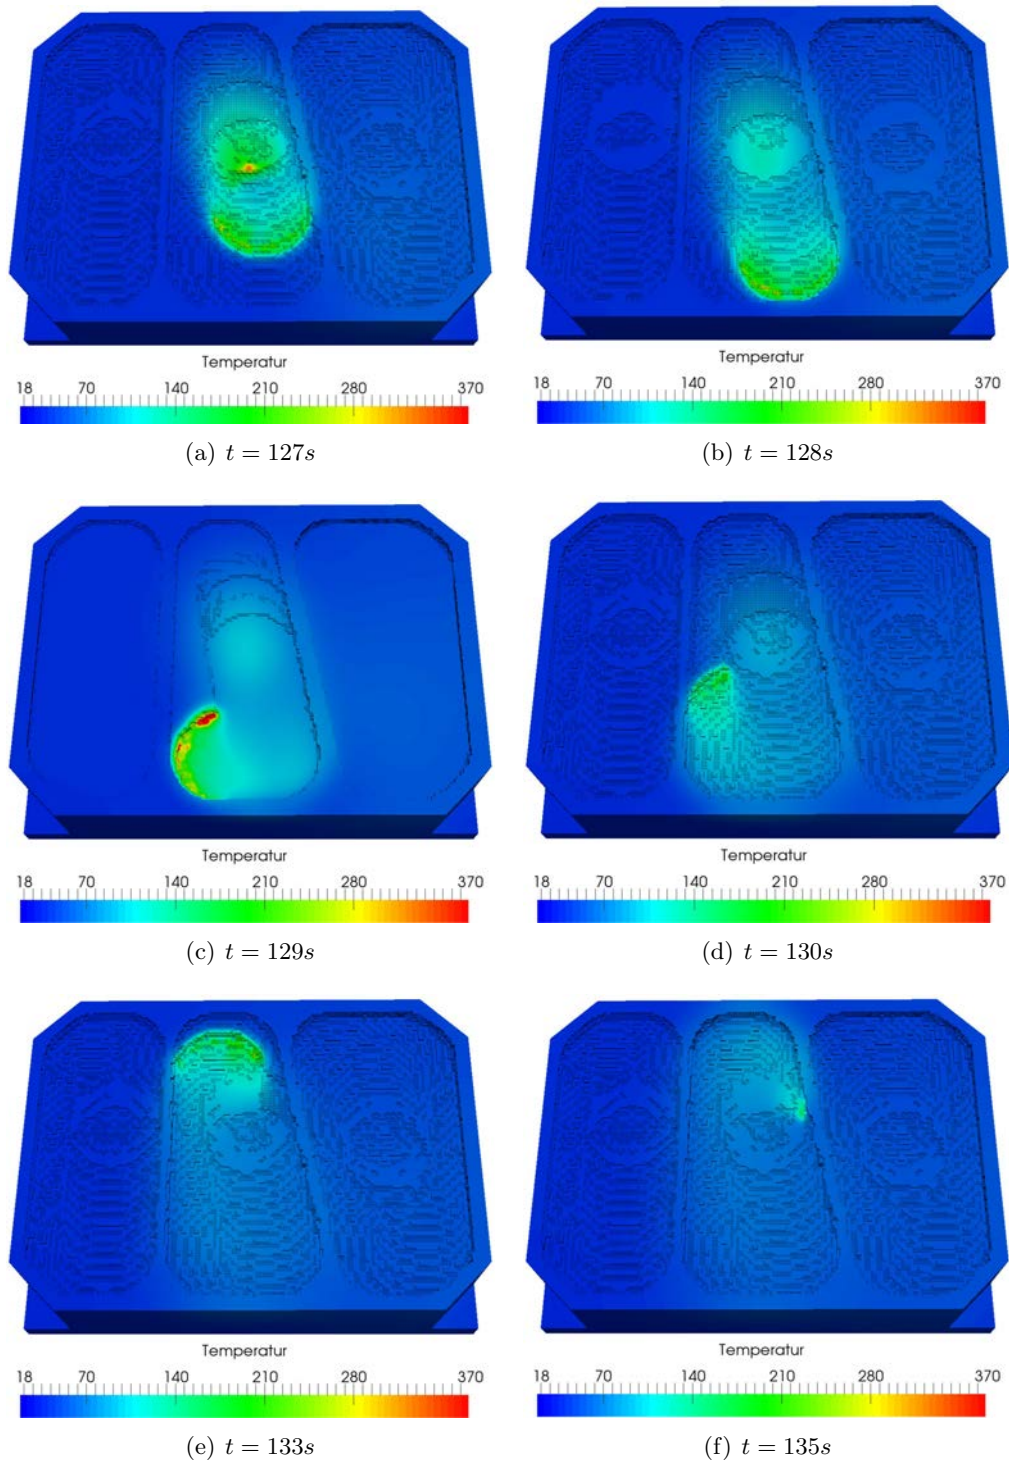 Temperatur Temperatur
18 70 140 210 280 370 18 70 140 210 280 370
(a) t = 127s (b) t = 128s
Temperatur Temperatur
18 70 140 210 280 370 18 70 140 210 280 370
(c) t = 129s (d) t = 130s
Temperatur Temperatur
18 70 140 210 280 370 18 70 140 210 280 370
(e) t = 133s (f) t = 135s